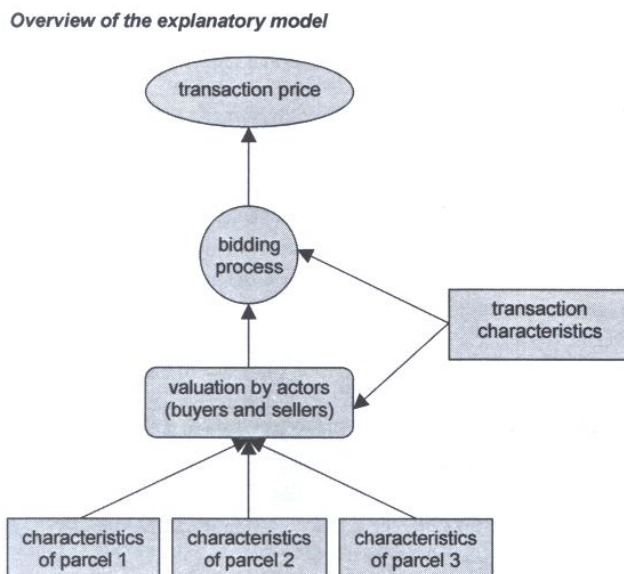 Overview of the explanatory model
transaction price
bidding
process
transaction
characteristics
valuation by actors
(buyers and sellers)
characteristics
of parcel 1
characteristics
of parcel 2
characteristics
of parcel 3